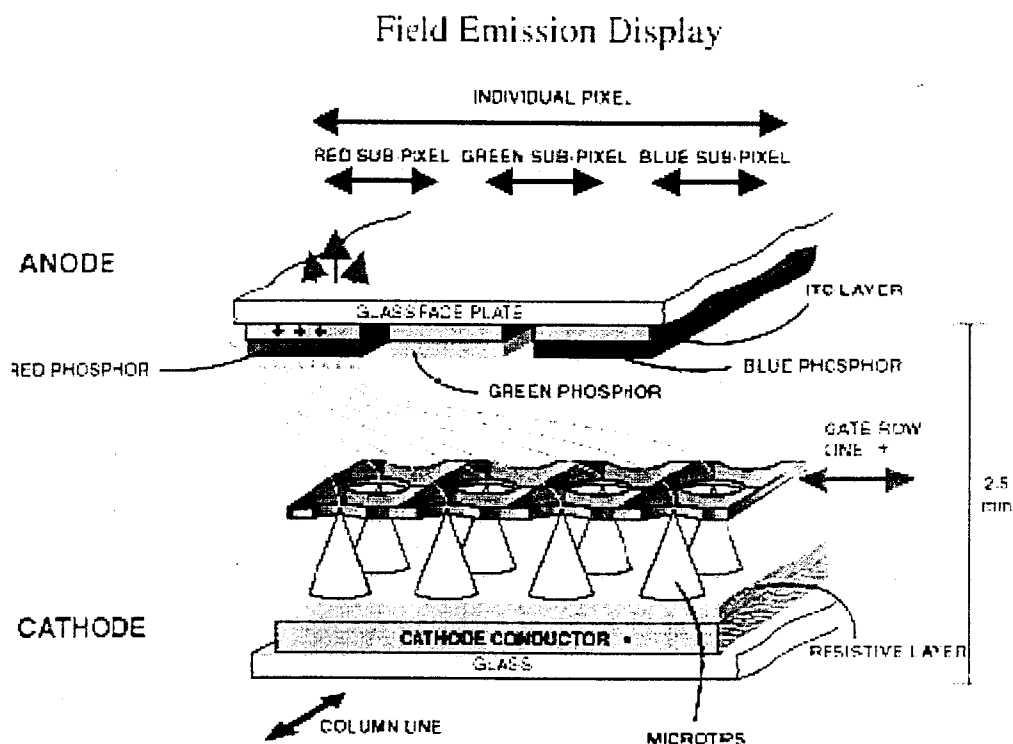 Field Emission Display
INDIVIDUAL PIXEL
RED SUB-PIXEL GREEN SUB-PIXEL BLUE SUB-PIXEL
ANODE
ITO LAYER
GLASS FACE PLATE
+ + +
RED PHOSPHOR
BLUE PHOSPHOR
GREEN PHOSPHOR
GATE ROW
LINE +
2.5
mm
CATHODE
CATHODE CONDUCTOR -
RESISTIVE LAYER
GLASS
COLUMN LINE
MICROTIPS